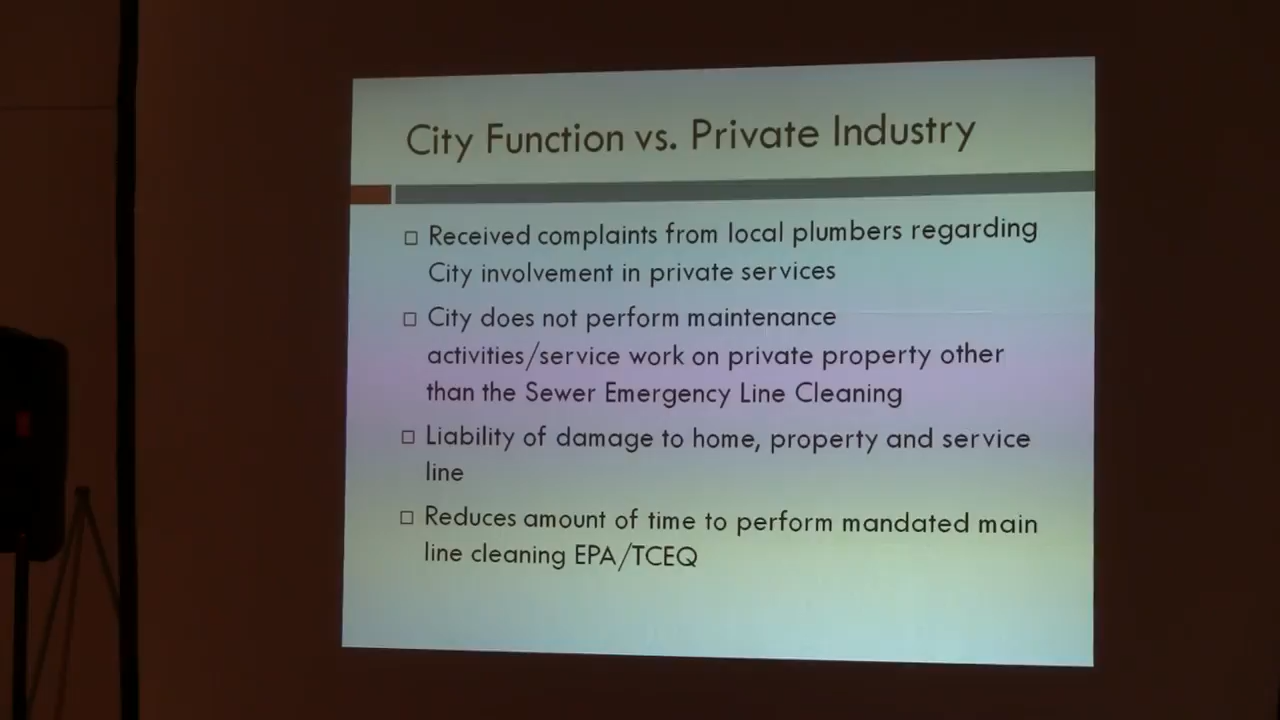 City Function vs. Private Industry
Received complaints from local plumbers regarding
City involvement in private services
City does not perform maintenance
activities/service work on private property other
than the Sewer Emergency Line Cleaning
Liability of damage to home, property and service
line
Reduces amount of time to perform mandated main
line cleaning EPA/TCEQ